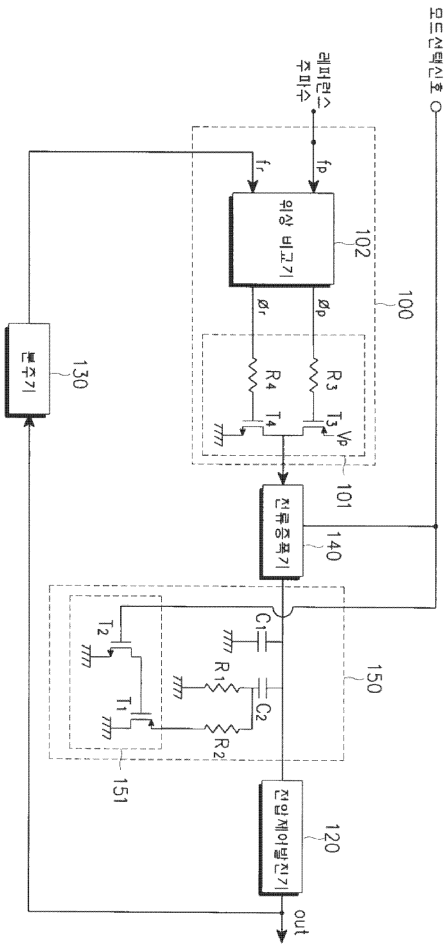 모드선택신호
레퍼런스
주파수
fp
fr
위상 비교기
102
100
Øp
Ør
R3
R4
T3
T4
Vp
101
전류증폭기
140
150
C1
C2
R1
R2
T2
T1
151
전압제어발진기
120
out
분주기
130